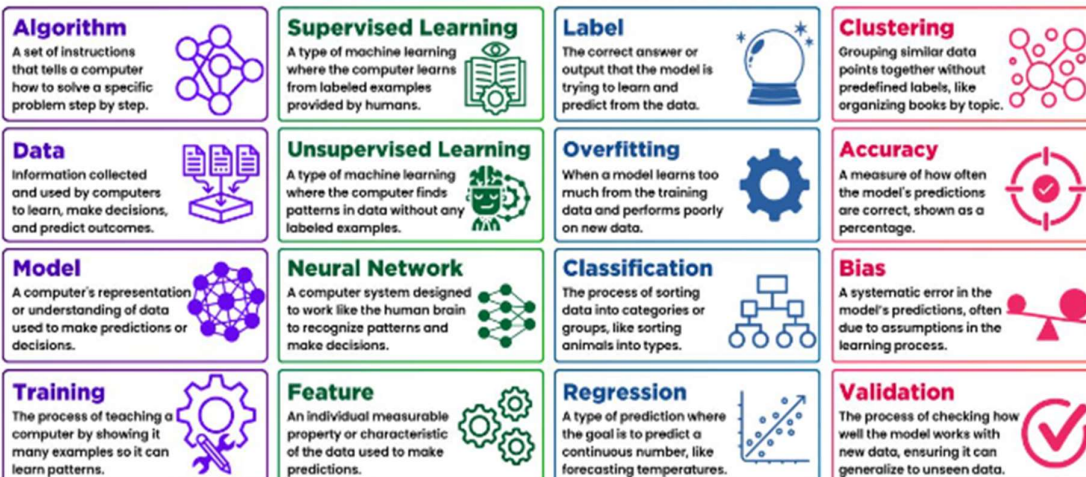 Algorithm
A set of instructions
that tells a computer
how to solve a specific
problem step by step.
Supervised Learning
A type of machine learning
where the computer learns
from labeled examples
provided by humans.
Label
The correct answer or
output that the model is
trying to learn and
predict from the data.
Clustering
Grouping similar data
points together without
predefined labels, like
organizing books by topic.
Data
Information collected
and used by computers
to learn, make decisions,
and predict outcomes.
Unsupervised Learning
A type of machine learning
where the computer finds
patterns in data without any
labeled examples.
Overfitting
When a model learns too
much from the training
data and performs poorly
on new data.
Accuracy
A measure of how often
the model's predictions
are correct, shown as a
percentage.
Model
A computer's representation
or understanding of data
used to make predictions or
decisions.
Neural Network
A computer system designed
to work like the human brain
to recognize patterns and
make decisions.
Classification
The process of sorting
data into categories or
groups, like sorting
animals into types.
Bias
A systematic error in the
model's predictions, often
due to assumptions in the
learning process.
Training
The process of teaching a
computer by showing it
many examples so it can
learn patterns.
Feature
An individual measurable
property or characteristic
of the data used to make
predictions.
Regression
A type of prediction where
the goal is to predict a
continuous number, like
forecasting temperatures.
Validation
The process of checking how
well the model works with
new data, ensuring it can
generalize to unseen data.